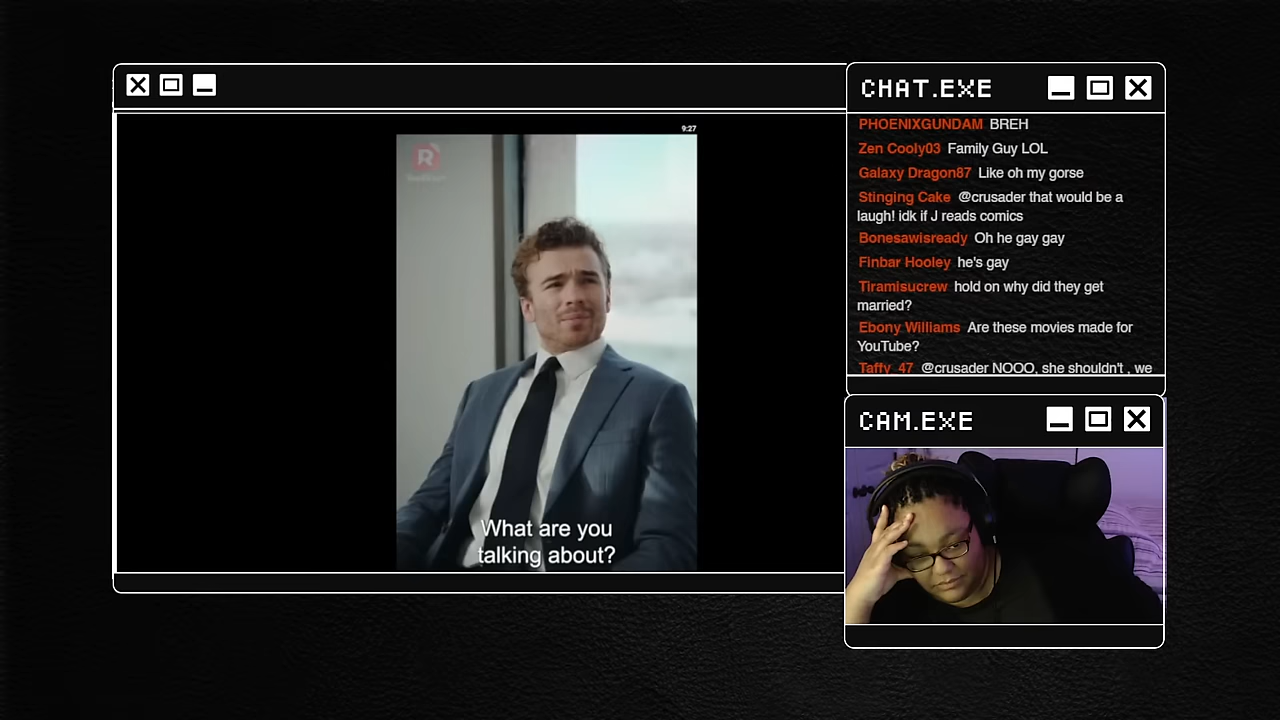 9:27
R
What are you
talking about?
CHAT.EXE
PHOENIXGUNDAM BREH
Zen Cooly03 Family Guy LOL
Galaxy Dragon87 Like oh my gorse
Stinging Cake @crusader that would be a
laugh! idk if J reads comics
Bonesawisready Oh he gay gay
Finbar Hooley he's gay
Tiramisucrew hold on why did they get
married?
Ebony Williams Are these movies made for
YouTube?
Taffy_47 @crusader NOOO, she shouldn't , we
CAM.EXE